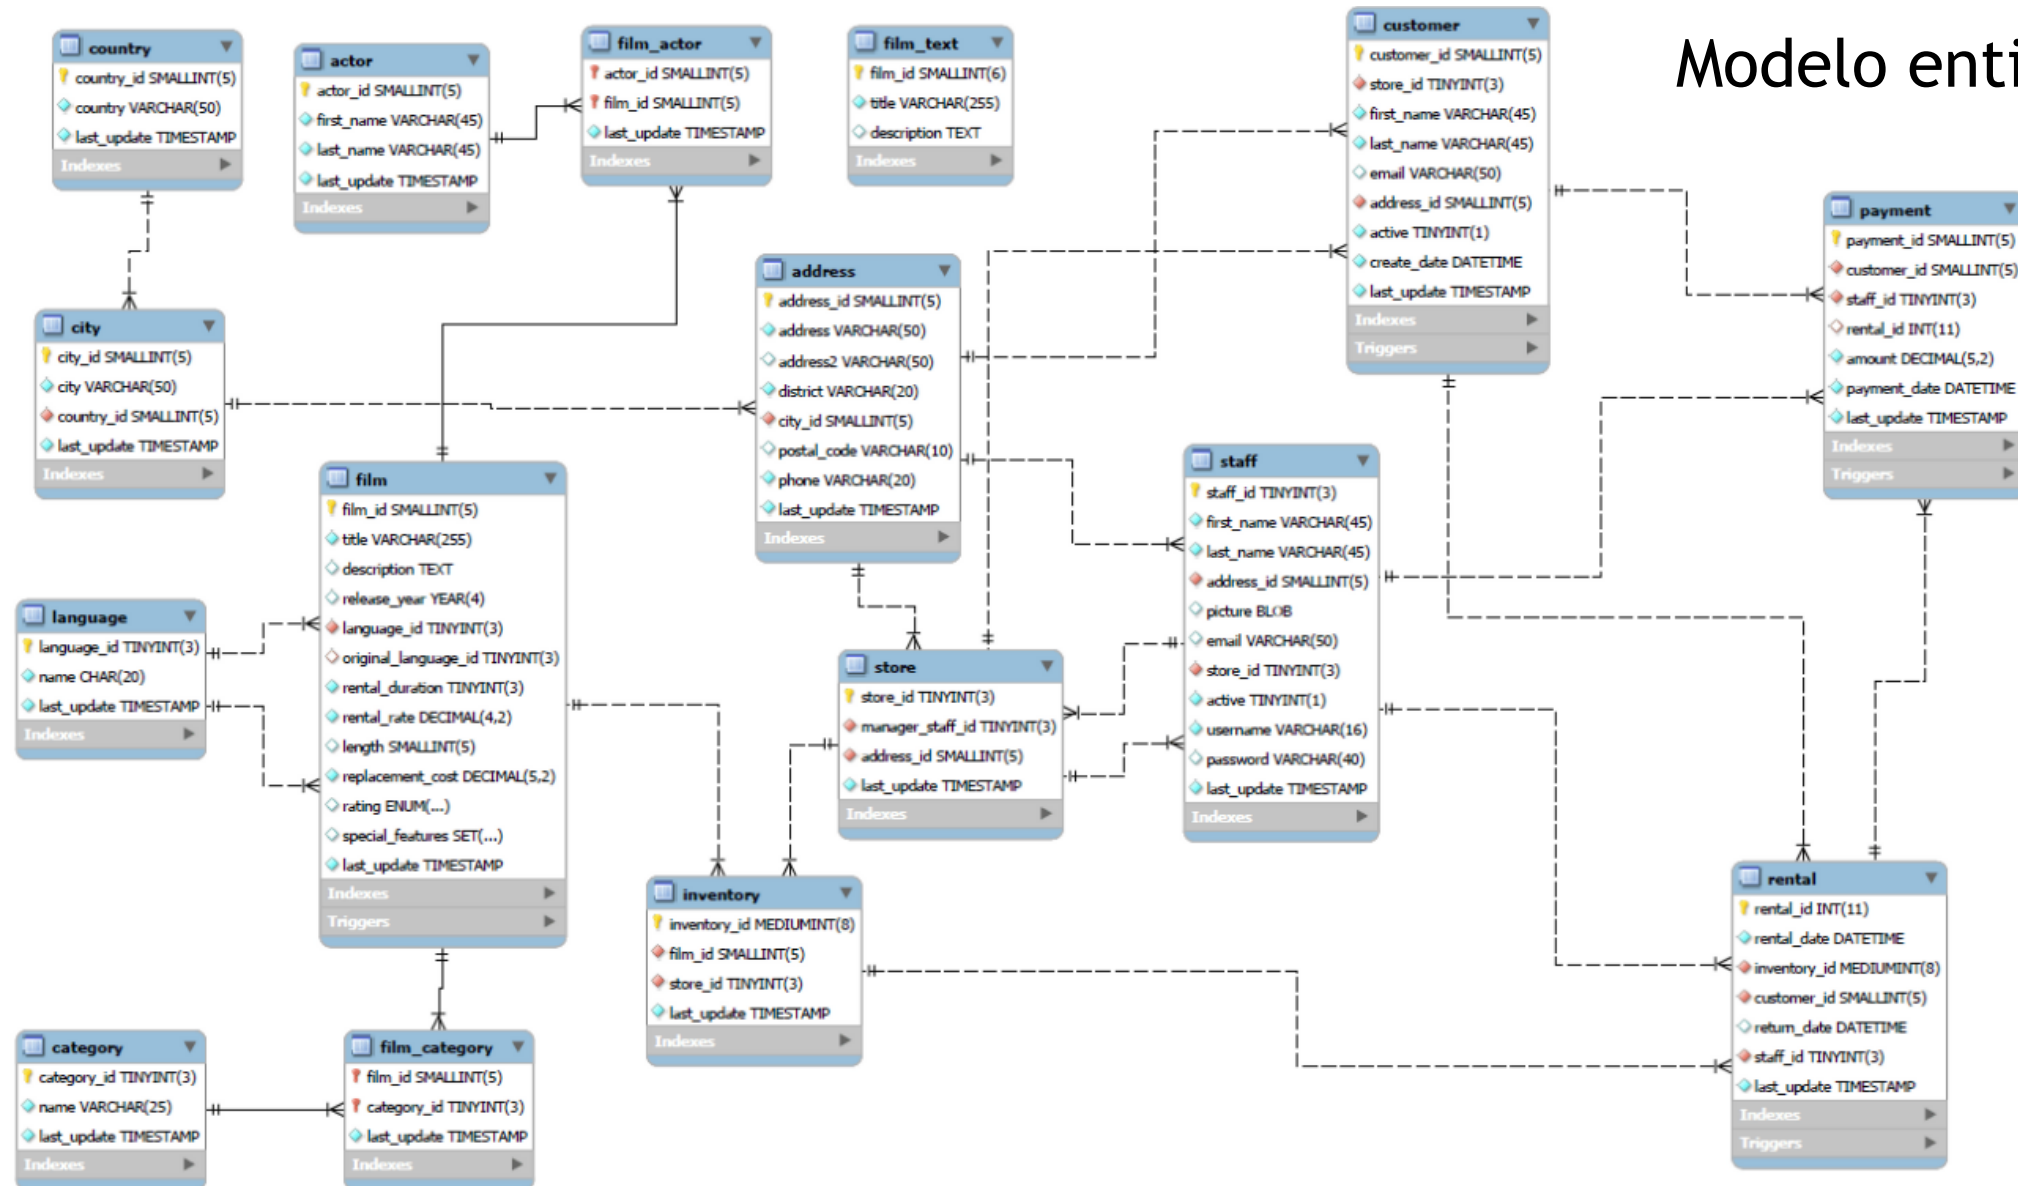 Modelo enti
country
country_id SMALLINT(5)
country VARCHAR(50)
last_update TIMESTAMP
Indexes
actor
actor_id SMALLINT(5)
first_name VARCHAR(45)
last_name VARCHAR(45)
last_update TIMESTAMP
Indexes
film_actor
actor_id SMALLINT(5)
film_id SMALLINT(5)
last_update TIMESTAMP
Indexes
film_text
film_id SMALLINT(6)
title VARCHAR(255)
description TEXT
Indexes
customer
customer_id SMALLINT(5)
store_id TINYINT(3)
first_name VARCHAR(45)
last_name VARCHAR(45)
email VARCHAR(50)
address_id SMALLINT(5)
active TINYINT(1)
create_date DATETIME
last_update TIMESTAMP
Indexes
Triggers
payment
payment_id SMALLINT(5)
customer_id SMALLINT(5)
staff_id TINYINT(3)
rental_id INT(11)
amount DECIMAL(5,2)
payment_date DATETIME
last_update TIMESTAMP
Indexes
Triggers
city
city_id SMALLINT(5)
city VARCHAR(50)
country_id SMALLINT(5)
last_update TIMESTAMP
Indexes
address
address_id SMALLINT(5)
address VARCHAR(50)
address2 VARCHAR(50)
district VARCHAR(20)
city_id SMALLINT(5)
postal_code VARCHAR(10)
phone VARCHAR(20)
last_update TIMESTAMP
Indexes
film
film_id SMALLINT(5)
title VARCHAR(255)
description TEXT
release_year YEAR(4)
language_id TINYINT(3)
original_language_id TINYINT(3)
rental_duration TINYINT(3)
rental_rate DECIMAL(4,2)
length SMALLINT(5)
replacement_cost DECIMAL(5,2)
rating ENUM(...)
special_features SET(...)
last_update TIMESTAMP
Indexes
Triggers
staff
staff_id TINYINT(3)
first_name VARCHAR(45)
last_name VARCHAR(45)
address_id SMALLINT(5)
picture BLOB
email VARCHAR(50)
store_id TINYINT(3)
active TINYINT(1)
username VARCHAR(16)
password VARCHAR(40)
last_update TIMESTAMP
Indexes
language
language_id TINYINT(3)
name CHAR(20)
last_update TIMESTAMP
Indexes
store
store_id TINYINT(3)
manager_staff_id TINYINT(3)
address_id SMALLINT(5)
last_update TIMESTAMP
Indexes
inventory
inventory_id MEDIUMINT(8)
film_id SMALLINT(5)
store_id TINYINT(3)
last_update TIMESTAMP
Indexes
rental
rental_id INT(11)
rental_date DATETIME
inventory_id MEDIUMINT(8)
customer_id SMALLINT(5)
return_date DATETIME
staff_id TINYINT(3)
last_update TIMESTAMP
Indexes
Triggers
category
category_id TINYINT(3)
name VARCHAR(25)
last_update TIMESTAMP
Indexes
film_category
film_id SMALLINT(5)
category_id TINYINT(3)
last_update TIMESTAMP
Indexes